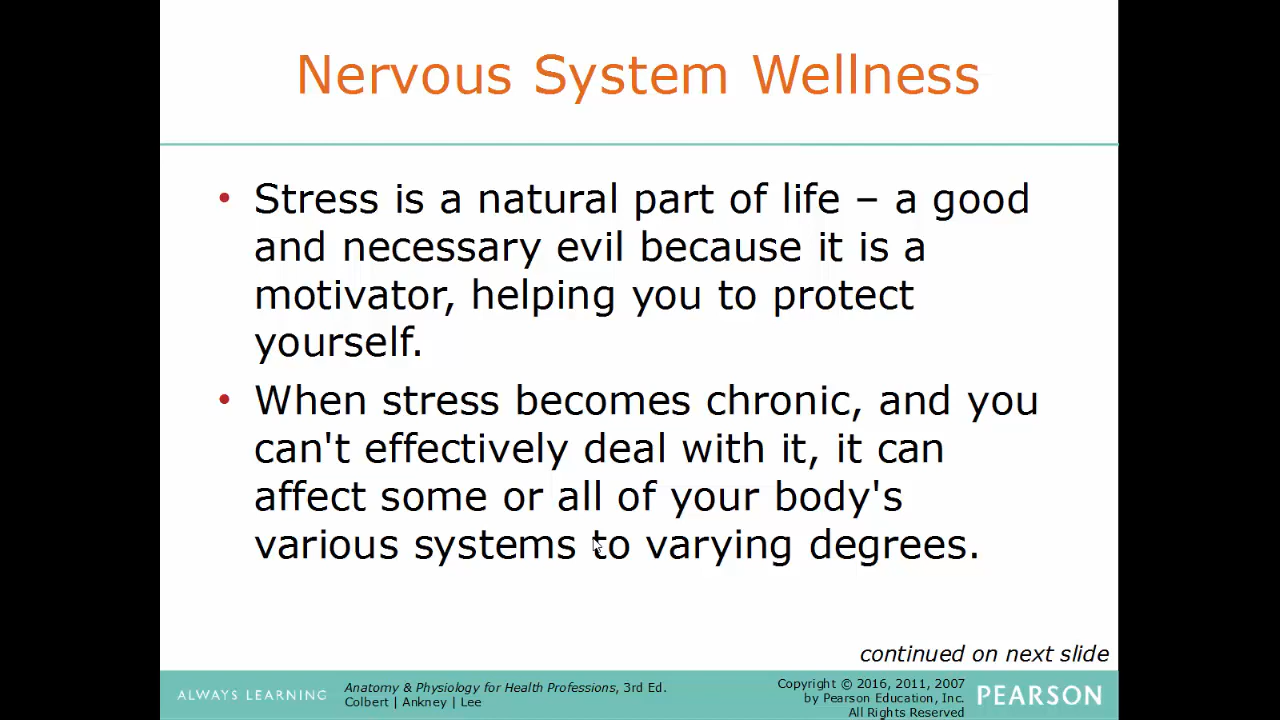 Nervous System Wellness
• Stress is a natural part of life – a good
and necessary evil because it is a
motivator, helping you to protect
yourself.
• When stress becomes chronic, and you
can't effectively deal with it, it can
affect some or all of your body's
various systems to varying degrees.
continued on next slide
ALWAYS LEARNING
Anatomy & Physiology for Health Professions, 3rd Ed.
Colbert | Ankney | Lee
Copyright © 2016, 2011, 2007
by Pearson Education, Inc.
All Rights Reserved
PEARSON